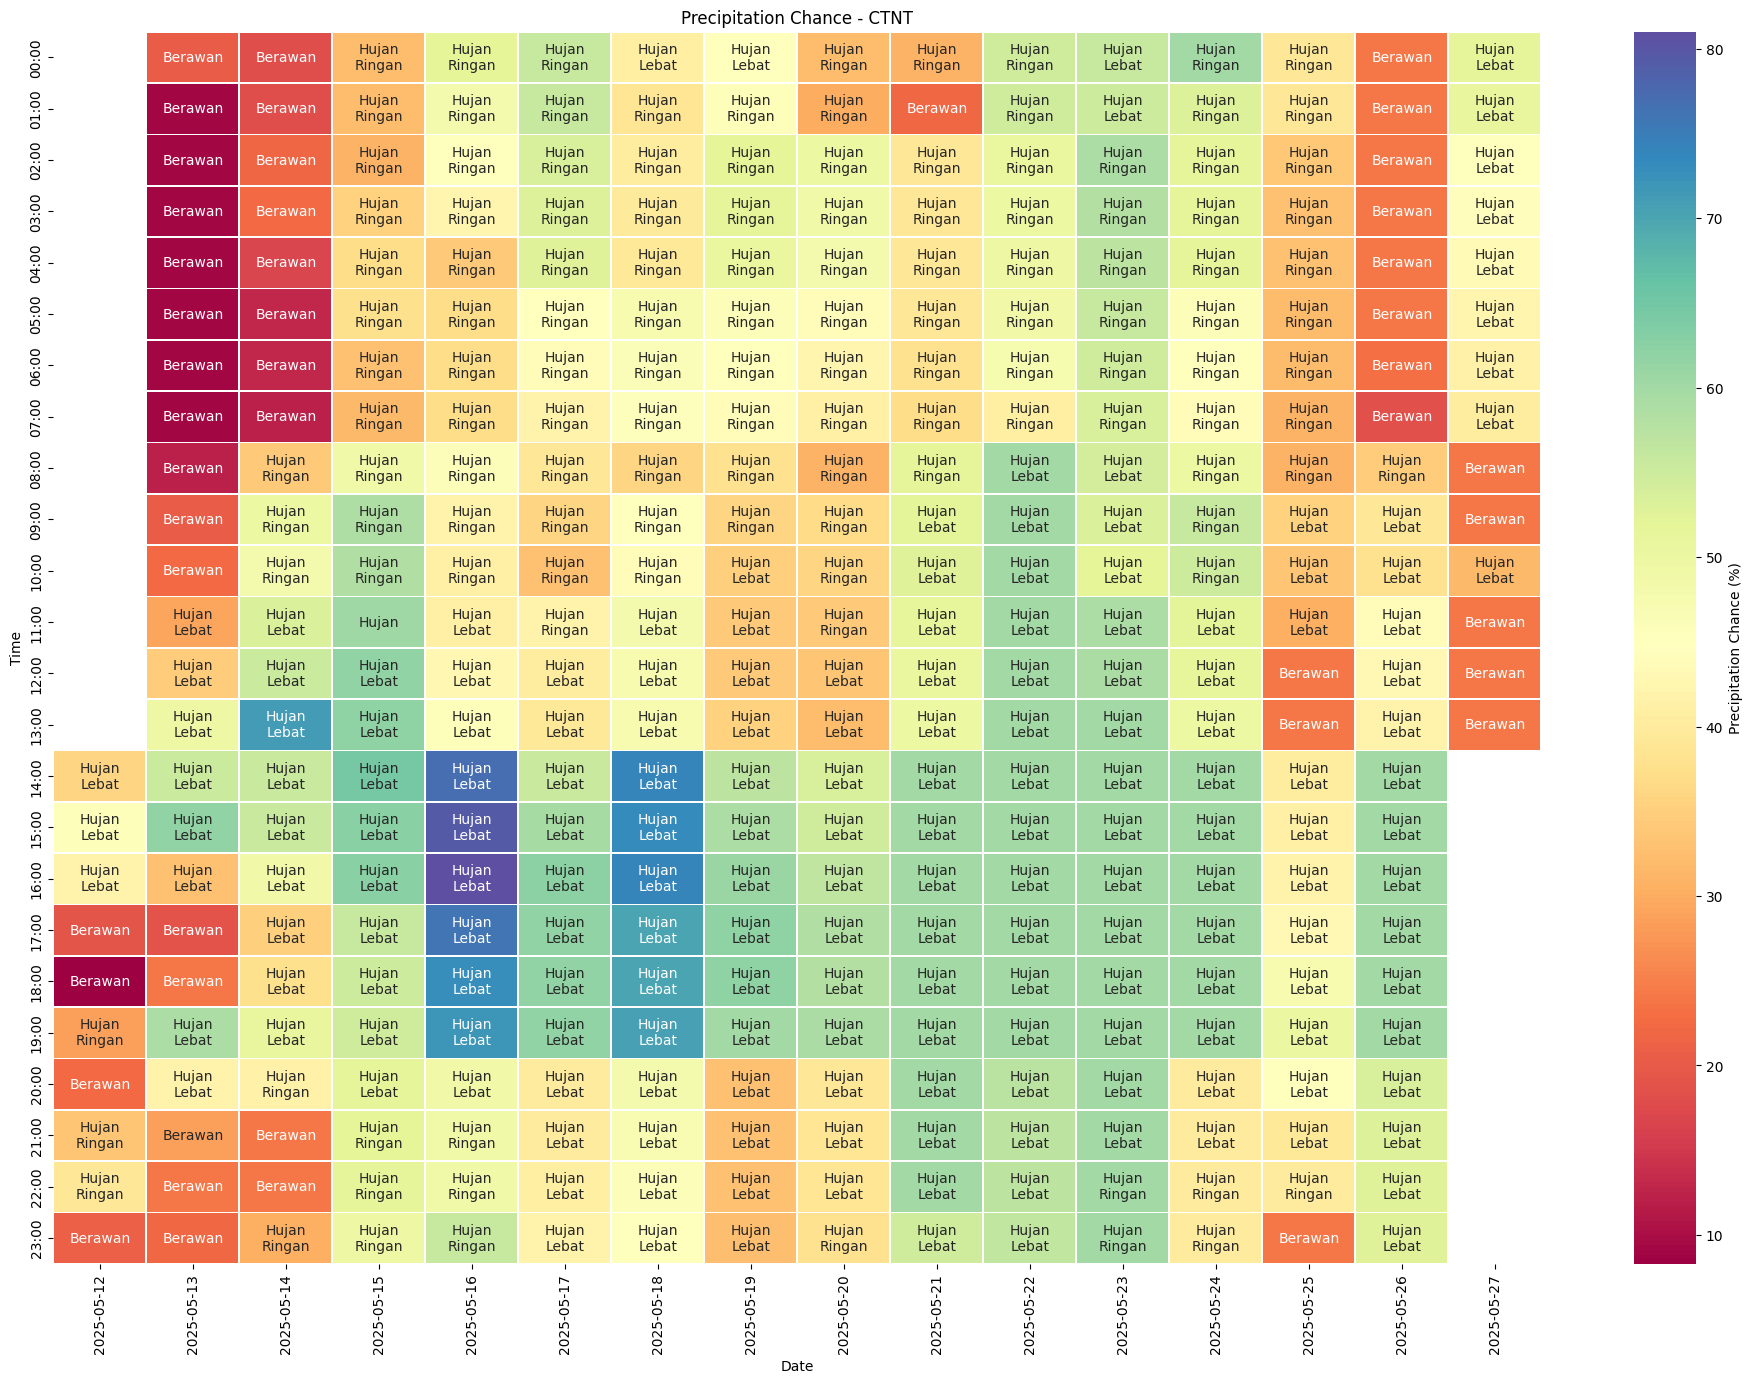 Precipitation Chance - CTNT
00:00 Berawan Berawan Hujan Ringan Hujan Ringan Hujan Ringan Hujan Lebat Hujan Lebat Hujan Ringan Hujan Ringan Hujan Ringan Hujan Lebat Hujan Ringan Hujan Ringan Berawan Hujan Lebat
01:00 Berawan Berawan Hujan Ringan Hujan Ringan Hujan Ringan Hujan Ringan Hujan Ringan Hujan Ringan Berawan Hujan Ringan Hujan Lebat Hujan Ringan Hujan Ringan Berawan Hujan Lebat
02:00 Berawan Berawan Hujan Ringan Hujan Ringan Hujan Ringan Hujan Ringan Hujan Ringan Hujan Ringan Hujan Ringan Hujan Ringan Hujan Ringan Hujan Ringan Hujan Ringan Berawan Hujan Lebat
03:00 Berawan Berawan Hujan Ringan Hujan Ringan Hujan Ringan Hujan Ringan Hujan Ringan Hujan Ringan Hujan Ringan Hujan Ringan Hujan Ringan Hujan Ringan Hujan Ringan Berawan Hujan Lebat
04:00 Berawan Berawan Hujan Ringan Hujan Ringan Hujan Ringan Hujan Ringan Hujan Ringan Hujan Ringan Hujan Ringan Hujan Ringan Hujan Ringan Hujan Ringan Hujan Ringan Berawan Hujan Lebat
05:00 Berawan Berawan Hujan Ringan Hujan Ringan Hujan Ringan Hujan Ringan Hujan Ringan Hujan Ringan Hujan Ringan Hujan Ringan Hujan Ringan Hujan Ringan Hujan Ringan Berawan Hujan Lebat
06:00 Berawan Berawan Hujan Ringan Hujan Ringan Hujan Ringan Hujan Ringan Hujan Ringan Hujan Ringan Hujan Ringan Hujan Ringan Hujan Ringan Hujan Ringan Hujan Ringan Berawan Hujan Lebat
07:00 Berawan Berawan Hujan Ringan Hujan Ringan Hujan Ringan Hujan Ringan Hujan Ringan Hujan Ringan Hujan Ringan Hujan Ringan Hujan Ringan Hujan Ringan Hujan Ringan Berawan Hujan Lebat
08:00 Berawan Hujan Ringan Hujan Ringan Hujan Ringan Hujan Ringan Hujan Ringan Hujan Ringan Hujan Ringan Hujan Ringan Hujan Lebat Hujan Lebat Hujan Ringan Hujan Ringan Hujan Ringan Berawan
09:00 Berawan Hujan Ringan Hujan Ringan Hujan Ringan Hujan Ringan Hujan Ringan Hujan Ringan Hujan Ringan Hujan Lebat Hujan Lebat Hujan Lebat Hujan Ringan Hujan Lebat Hujan Lebat Berawan
10:00 Berawan Hujan Ringan Hujan Ringan Hujan Ringan Hujan Ringan Hujan Ringan Hujan Lebat Hujan Ringan Hujan Lebat Hujan Lebat Hujan Lebat Hujan Ringan Hujan Lebat Hujan Lebat Hujan Lebat
11:00 Hujan Lebat Hujan Lebat Hujan Hujan Lebat Hujan Ringan Hujan Lebat Hujan Lebat Hujan Ringan Hujan Lebat Hujan Lebat Hujan Lebat Hujan Lebat Hujan Lebat Hujan Lebat Berawan
12:00 Hujan Lebat Hujan Lebat Hujan Lebat Hujan Lebat Hujan Lebat Hujan Lebat Hujan Lebat Hujan Lebat Hujan Lebat Hujan Lebat Hujan Lebat Hujan Lebat Berawan Hujan Lebat Berawan
13:00 Hujan Lebat Hujan Lebat Hujan Lebat Hujan Lebat Hujan Lebat Hujan Lebat Hujan Lebat Hujan Lebat Hujan Lebat Hujan Lebat Hujan Lebat Hujan Lebat Berawan Hujan Lebat Berawan
14:00 Hujan Lebat Hujan Lebat Hujan Lebat Hujan Lebat Hujan Lebat Hujan Lebat Hujan Lebat Hujan Lebat Hujan Lebat Hujan Lebat Hujan Lebat Hujan Lebat Hujan Lebat Hujan Lebat Hujan Lebat
15:00 Hujan Lebat Hujan Lebat Hujan Lebat Hujan Lebat Hujan Lebat Hujan Lebat Hujan Lebat Hujan Lebat Hujan Lebat Hujan Lebat Hujan Lebat Hujan Lebat Hujan Lebat Hujan Lebat Hujan Lebat
16:00 Hujan Lebat Hujan Lebat Hujan Lebat Hujan Lebat Hujan Lebat Hujan Lebat Hujan Lebat Hujan Lebat Hujan Lebat Hujan Lebat Hujan Lebat Hujan Lebat Hujan Lebat Hujan Lebat Hujan Lebat
17:00 Berawan Berawan Hujan Lebat Hujan Lebat Hujan Lebat Hujan Lebat Hujan Lebat Hujan Lebat Hujan Lebat Hujan Lebat Hujan Lebat Hujan Lebat Hujan Lebat Hujan Lebat Hujan Lebat
18:00 Berawan Berawan Hujan Lebat Hujan Lebat Hujan Lebat Hujan Lebat Hujan Lebat Hujan Lebat Hujan Lebat Hujan Lebat Hujan Lebat Hujan Lebat Hujan Lebat Hujan Lebat Hujan Lebat
19:00 Hujan Ringan Hujan Lebat Hujan Lebat Hujan Lebat Hujan Lebat Hujan Lebat Hujan Lebat Hujan Lebat Hujan Lebat Hujan Lebat Hujan Lebat Hujan Lebat Hujan Lebat Hujan Lebat Hujan Lebat
20:00 Berawan Hujan Lebat Hujan Ringan Hujan Lebat Hujan Lebat Hujan Lebat Hujan Lebat Hujan Lebat Hujan Lebat Hujan Lebat Hujan Lebat Hujan Lebat Hujan Lebat Hujan Lebat Hujan Lebat
21:00 Hujan Ringan Berawan Berawan Hujan Ringan Hujan Ringan Hujan Lebat Hujan Lebat Hujan Lebat Hujan Lebat Hujan Lebat Hujan Lebat Hujan Lebat Hujan Lebat Hujan Lebat Hujan Lebat
22:00 Hujan Ringan Berawan Berawan Hujan Ringan Hujan Ringan Hujan Lebat Hujan Lebat Hujan Lebat Hujan Lebat Hujan Lebat Hujan Lebat Hujan Ringan Hujan Ringan Hujan Ringan Hujan Lebat
23:00 Berawan Berawan Hujan Ringan Hujan Ringan Hujan Ringan Hujan Lebat Hujan Lebat Hujan Lebat Hujan Ringan Hujan Lebat Hujan Lebat Hujan Ringan Hujan Ringan Berawan Hujan Lebat
Time
2025-05-12 2025-05-13 2025-05-14 2025-05-15 2025-05-16 2025-05-17 2025-05-18 2025-05-19 2025-05-20 2025-05-21 2025-05-22 2025-05-23 2025-05-24 2025-05-25 2025-05-26 2025-05-27
Date
80
70
60
50
40
30
20
10
Precipitation Chance (%)